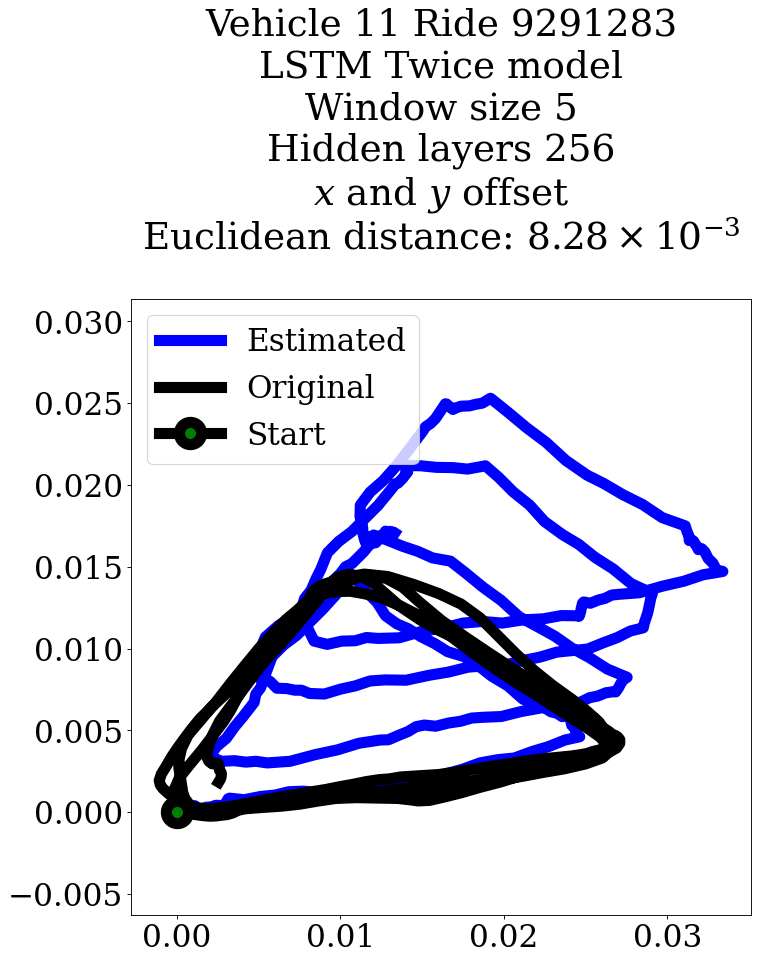 Vehicle 11 Ride 9291283
LSTM Twice model
Window size 5
Hidden layers 256
x and y offset
Euclidean distance: 8.28 × 10⁻³
0.030
0.025
0.020
0.015
0.010
0.005
0.000
−0.005
Estimated
Original
Start
0.00 0.01 0.02 0.03